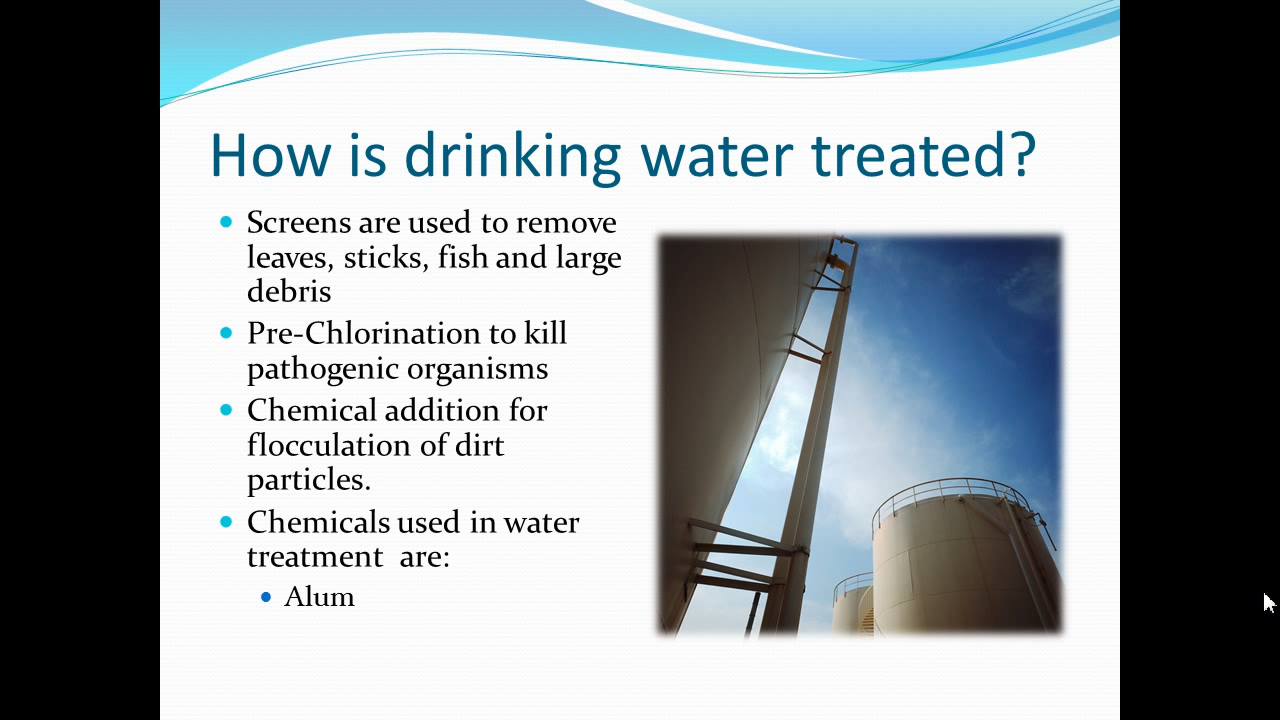 How is drinking water treated?
Screens are used to remove
leaves, sticks, fish and large
debris
Pre-Chlorination to kill
pathogenic organisms
Chemical addition for
flocculation of dirt
particles.
Chemicals used in water
treatment  are:
Alum